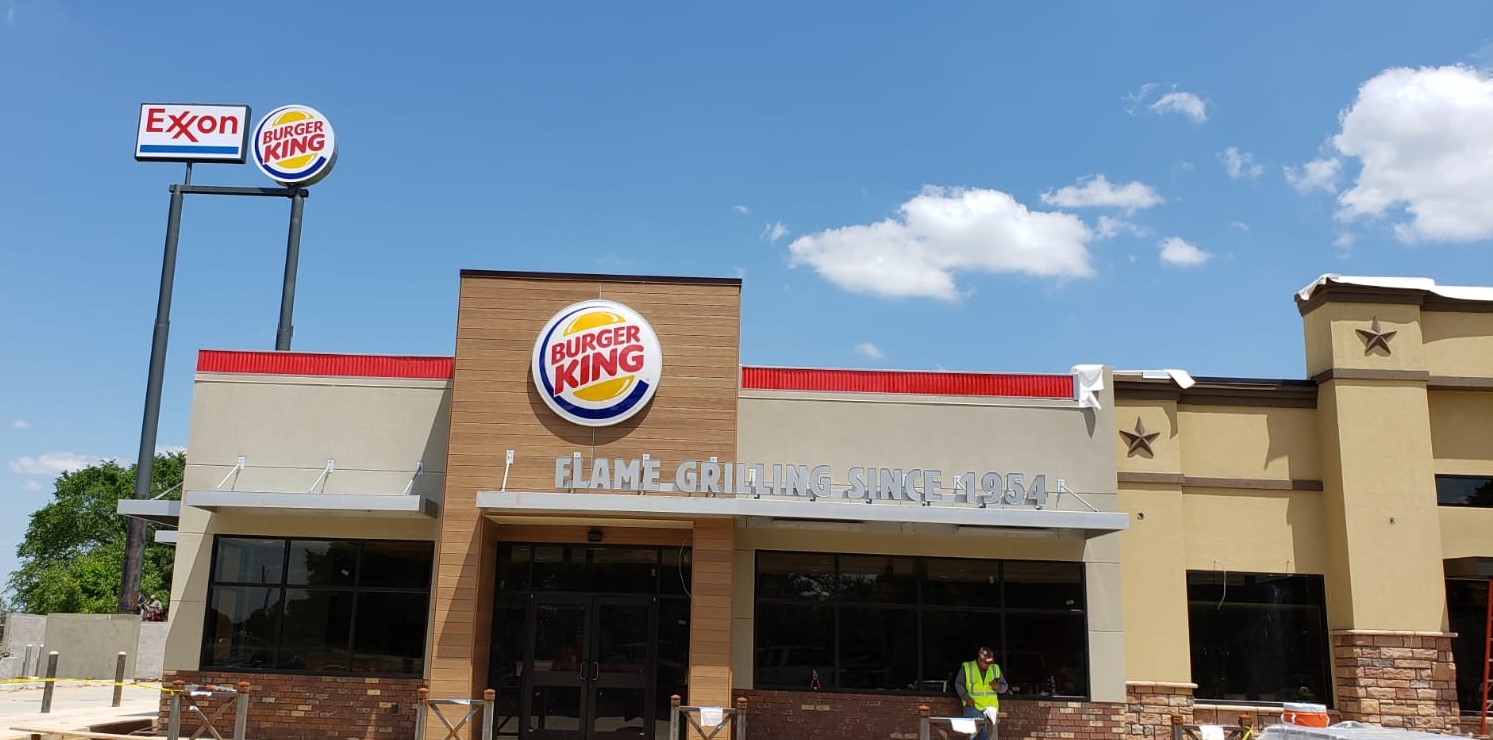 Exxon
BURGER
KING
BURGER
KING
FLAME GRILLING SINCE 1954